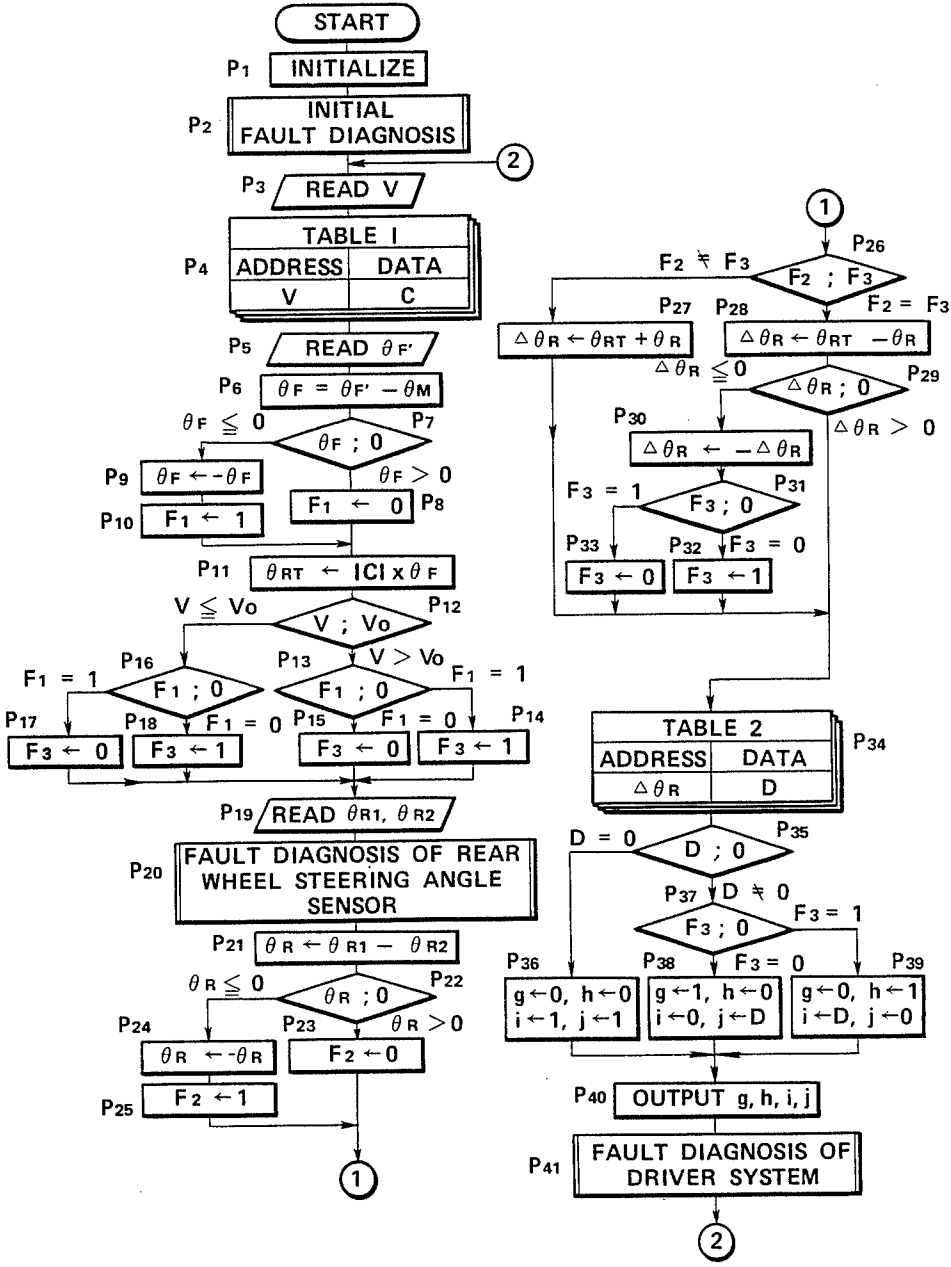 START
P1 INITIALIZE
P2 INITIAL
FAULT DIAGNOSIS
2
P3 READ V
P4 TABLE I
ADDRESS DATA
V C
P5 READ θF'
P6 θF = θF' − θM
P7 θF ; 0
θF ≦ 0
θF > 0
P9 θF ← -θF
P10 F1 ← 1
F1 ← 0 P8
P11 θRT ← ICI x θF
P12 V ; Vo
V ≦ Vo
V > Vo
P16 F1 ; 0
F1 = 1
F1 = 0
P13 F1 ; 0
F1 = 1
F1 = 0
P17 F3 ← 0
P18 F3 ← 1
P15 F3 ← 0
P14 F3 ← 1
P19 READ θR1, θR2
P20 FAULT DIAGNOSIS OF REAR
WHEEL STEERING ANGLE
SENSOR
P21 θR ← θR1 − θR2
P22 θR ; 0
θR ≦ 0
θR > 0
P24 θR ← -θR
P23 F2 ← 0
P25 F2 ← 1
1
1
P26 F2 ; F3
F2 ≠ F3
F2 = F3
P27 △θR ← θRT + θR
P28 △θR ← θRT − θR
P29 △θR ; 0
△θR ≦ 0
△θR > 0
P30 △θR ← −△θR
P31 F3 ; 0
F3 = 1
F3 = 0
P33 F3 ← 0
P32 F3 ← 1
P34 TABLE 2
ADDRESS DATA
△θR D
P35 D ; 0
D = 0
D ≠ 0
P37 F3 ; 0
F3 = 1
F3 = 0
P36 g←0, h←0
i←1, j←1
P38 g←1, h←0
i←0, j←D
P39 g←0, h←1
i←D, j←0
P40 OUTPUT g, h, i, j
P41 FAULT DIAGNOSIS OF
DRIVER SYSTEM
2